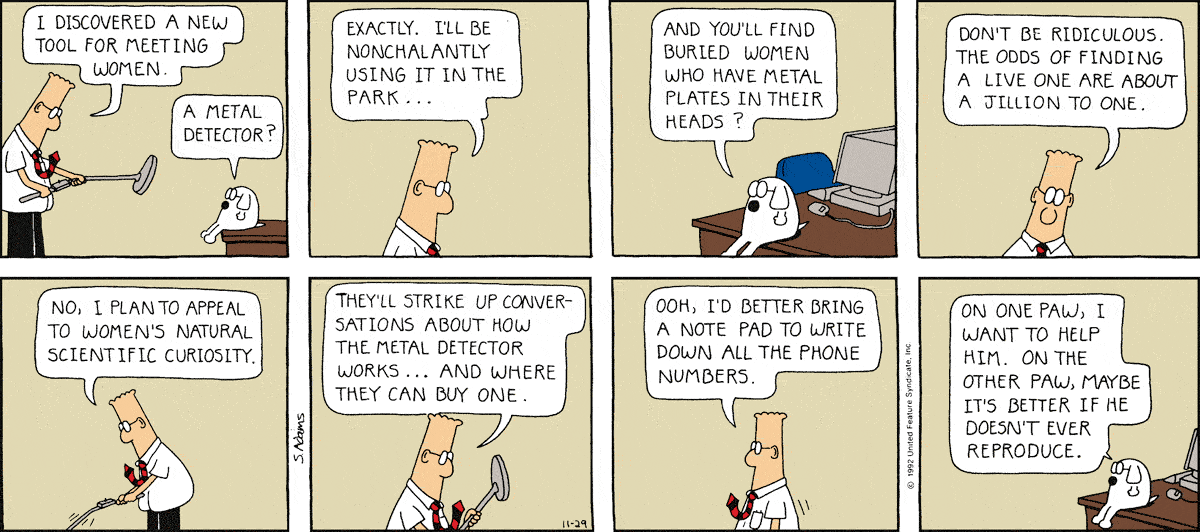 I DISCOVERED A NEW
TOOL FOR MEETING
WOMEN.
A METAL
DETECTOR?
EXACTLY. I'LL BE
NONCHALANTLY
USING IT IN THE
PARK...
AND YOU'LL FIND
BURIED WOMEN
WHO HAVE METAL
PLATES IN THEIR
HEADS?
DON'T BE RIDICULOUS.
THE ODDS OF FINDING
A LIVE ONE ARE ABOUT
A JILLION TO ONE.
NO, I PLAN TO APPEAL
TO WOMEN'S NATURAL
SCIENTIFIC CURIOSITY.
S. Adams
THEY'LL STRIKE UP CONVER-
SATIONS ABOUT HOW
THE METAL DETECTOR
WORKS... AND WHERE
THEY CAN BUY ONE.
11-29
OOH, I'D BETTER BRING
A NOTE PAD TO WRITE
DOWN ALL THE PHONE
NUMBERS.
© 1992 United Feature Syndicate, Inc
ON ONE PAW, I
WANT TO HELP
HIM. ON THE
OTHER PAW, MAYBE
IT'S BETTER IF HE
DOESN'T EVER
REPRODUCE.